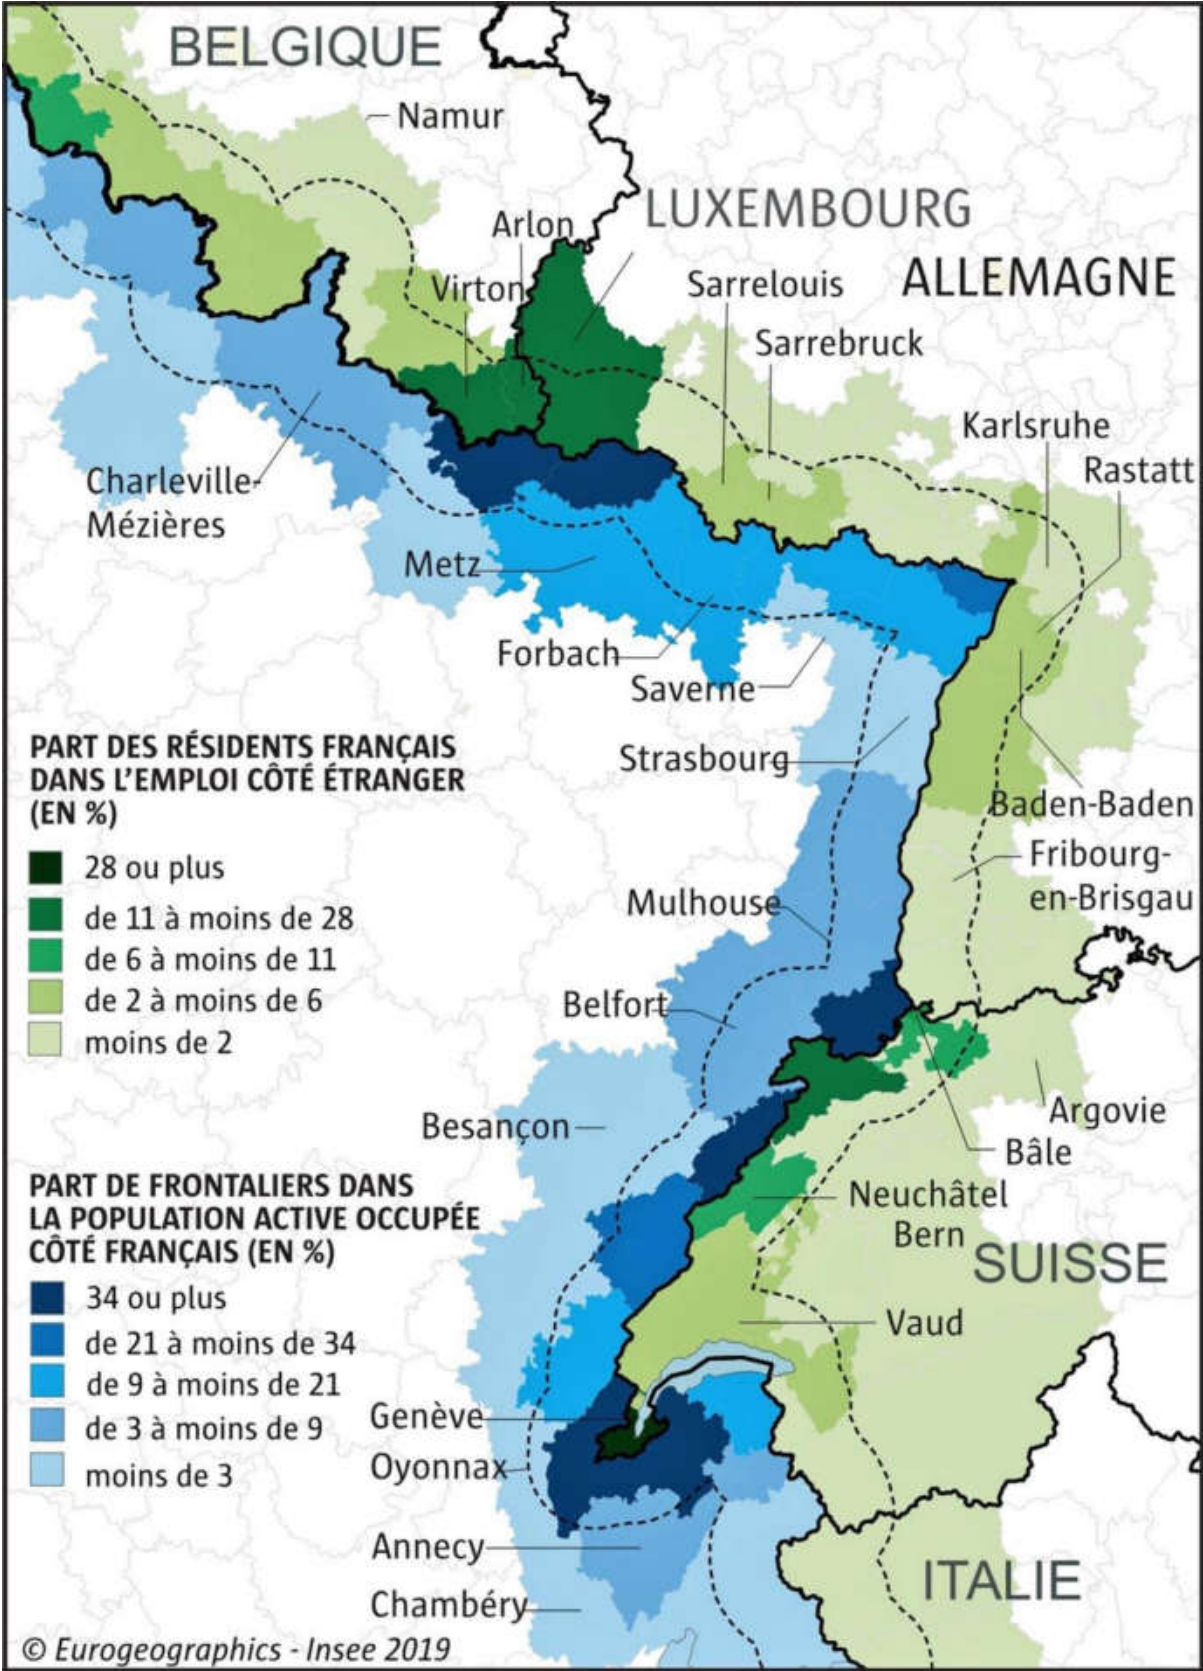 BELGIQUE
Namur
LUXEMBOURG
Arlon
ALLEMAGNE
Virton
Sarrelouis
Sarrebruck
Karlsruhe
Rastatt
Charleville-
Mézières
Metz
Forbach
Saverne
Strasbourg
Baden-Baden
Fribourg-
en-Brisgau
Mulhouse
Belfort
Besançon
Argovie
Bâle
Neuchâtel
Bern
SUISSE
Vaud
Genève
Oyonnax
Annecy
Chambéry
ITALIE
PART DES RÉSIDENTS FRANÇAIS
DANS L'EMPLOI CÔTÉ ÉTRANGER
(EN %)
28 ou plus
de 11 à moins de 28
de 6 à moins de 11
de 2 à moins de 6
moins de 2
PART DE FRONTALIERS DANS
LA POPULATION ACTIVE OCCUPÉE
CÔTÉ FRANÇAIS (EN %)
34 ou plus
de 21 à moins de 34
de 9 à moins de 21
de 3 à moins de 9
moins de 3
© Eurogeographics - Insee 2019